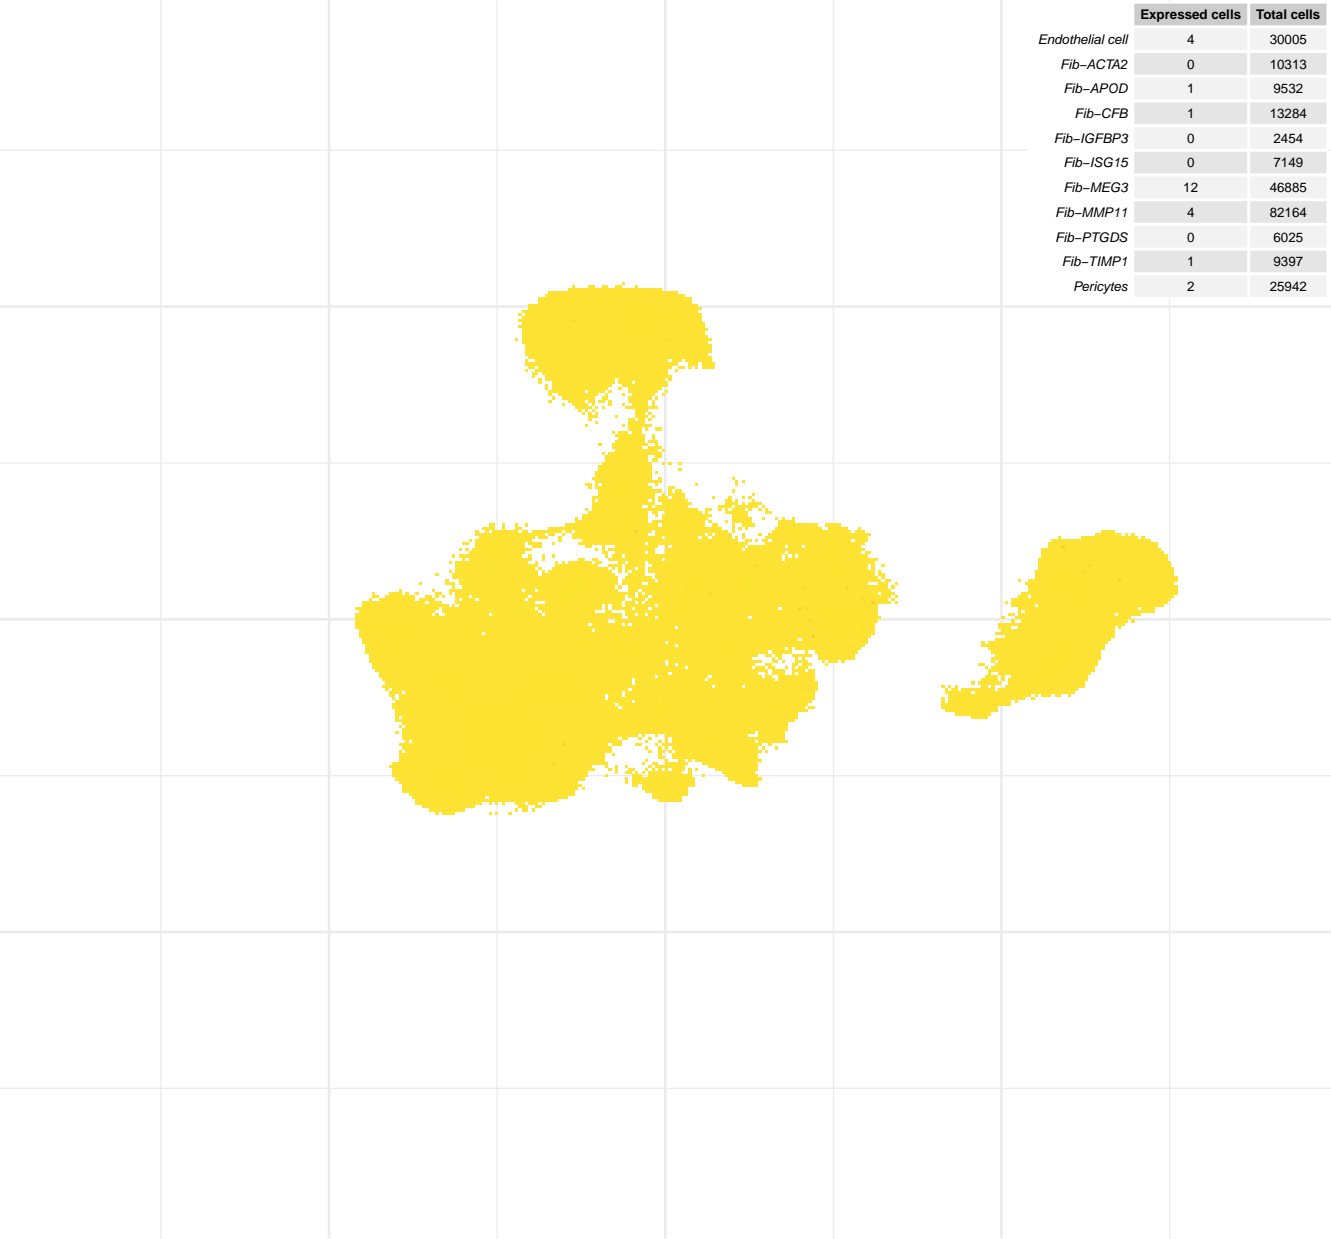 Expressed cells Total cells
Endothelial cell 4 30005
Fib−ACTA2 0 10313
Fib−APOD 1 9532
Fib−CFB 1 13284
Fib−IGFBP3 0 2454
Fib−ISG15 0 7149
Fib−MEG3 12 46885
Fib−MMP11 4 82164
Fib−PTGDS 0 6025
Fib−TIMP1 1 9397
Pericytes 2 25942